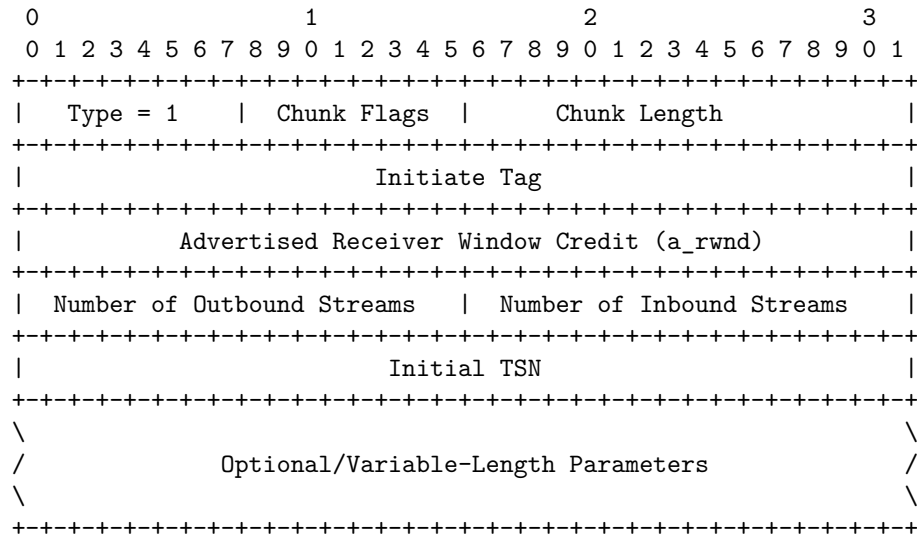 0                   1                   2                   3
0 1 2 3 4 5 6 7 8 9 0 1 2 3 4 5 6 7 8 9 0 1 2 3 4 5 6 7 8 9 0 1
+-+-+-+-+-+-+-+-+-+-+-+-+-+-+-+-+-+-+-+-+-+-+-+-+-+-+-+-+-+-+-+-+
|   Type = 1    |  Chunk Flags  |      Chunk Length             |
+-+-+-+-+-+-+-+-+-+-+-+-+-+-+-+-+-+-+-+-+-+-+-+-+-+-+-+-+-+-+-+-+
|                         Initiate Tag                          |
+-+-+-+-+-+-+-+-+-+-+-+-+-+-+-+-+-+-+-+-+-+-+-+-+-+-+-+-+-+-+-+-+
|           Advertised Receiver Window Credit (a_rwnd)          |
+-+-+-+-+-+-+-+-+-+-+-+-+-+-+-+-+-+-+-+-+-+-+-+-+-+-+-+-+-+-+-+-+
|  Number of Outbound Streams   |  Number of Inbound Streams    |
+-+-+-+-+-+-+-+-+-+-+-+-+-+-+-+-+-+-+-+-+-+-+-+-+-+-+-+-+-+-+-+-+
|                          Initial TSN                          |
+-+-+-+-+-+-+-+-+-+-+-+-+-+-+-+-+-+-+-+-+-+-+-+-+-+-+-+-+-+-+-+-+
\                                                               \
/              Optional/Variable-Length Parameters              /
\                                                               \
+-+-+-+-+-+-+-+-+-+-+-+-+-+-+-+-+-+-+-+-+-+-+-+-+-+-+-+-+-+-+-+-+